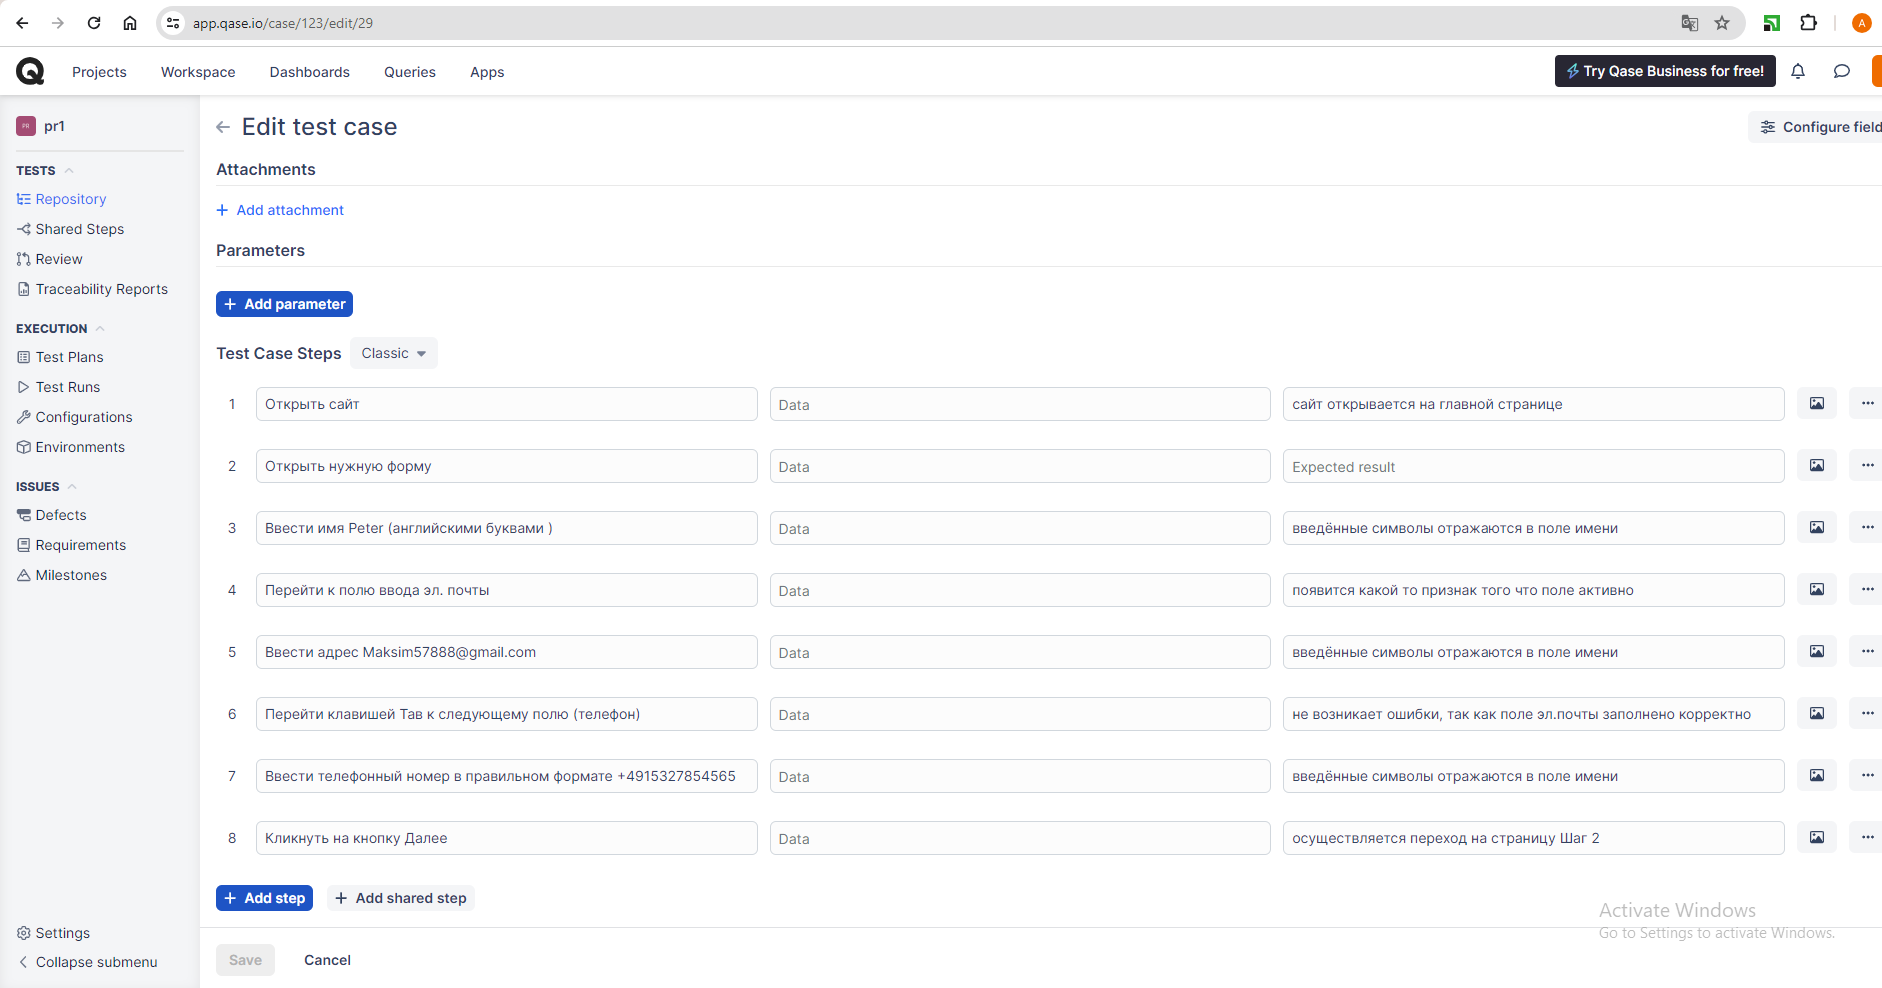 app.qase.io/case/123/edit/29
A
Projects Workspace Dashboards Queries Apps
Try Qase Business for free!
PR pr1
Edit test case
Configure field
TESTS
Repository
Shared Steps
Review
Traceability Reports
EXECUTION
Test Plans
Test Runs
Configurations
Environments
ISSUES
Defects
Requirements
Milestones
Settings
Collapse submenu
Attachments
+ Add attachment
Parameters
+ Add parameter
Test Case Steps Classic
1 Открыть сайт Data сайт открывается на главной странице
2 Открыть нужную форму Data Expected result
3 Ввести имя Peter (английскими буквами ) Data введённые символы отражаются в поле имени
4 Перейти к полю ввода эл. почты Data появится какой то признак того что поле активно
5 Ввести адрес Maksim57888@gmail.com Data введённые символы отражаются в поле имени
6 Перейти клавишей Тав к следующему полю (телефон) Data не возникает ошибки, так как поле эл.почты заполнено корректно
7 Ввести телефонный номер в правильном формате +4915327854565 Data введённые символы отражаются в поле имени
8 Кликнуть на кнопку Далее Data осуществляется переход на страницу Шаг 2
+ Add step + Add shared step
Activate Windows
Go to Settings to activate Windows.
Save Cancel